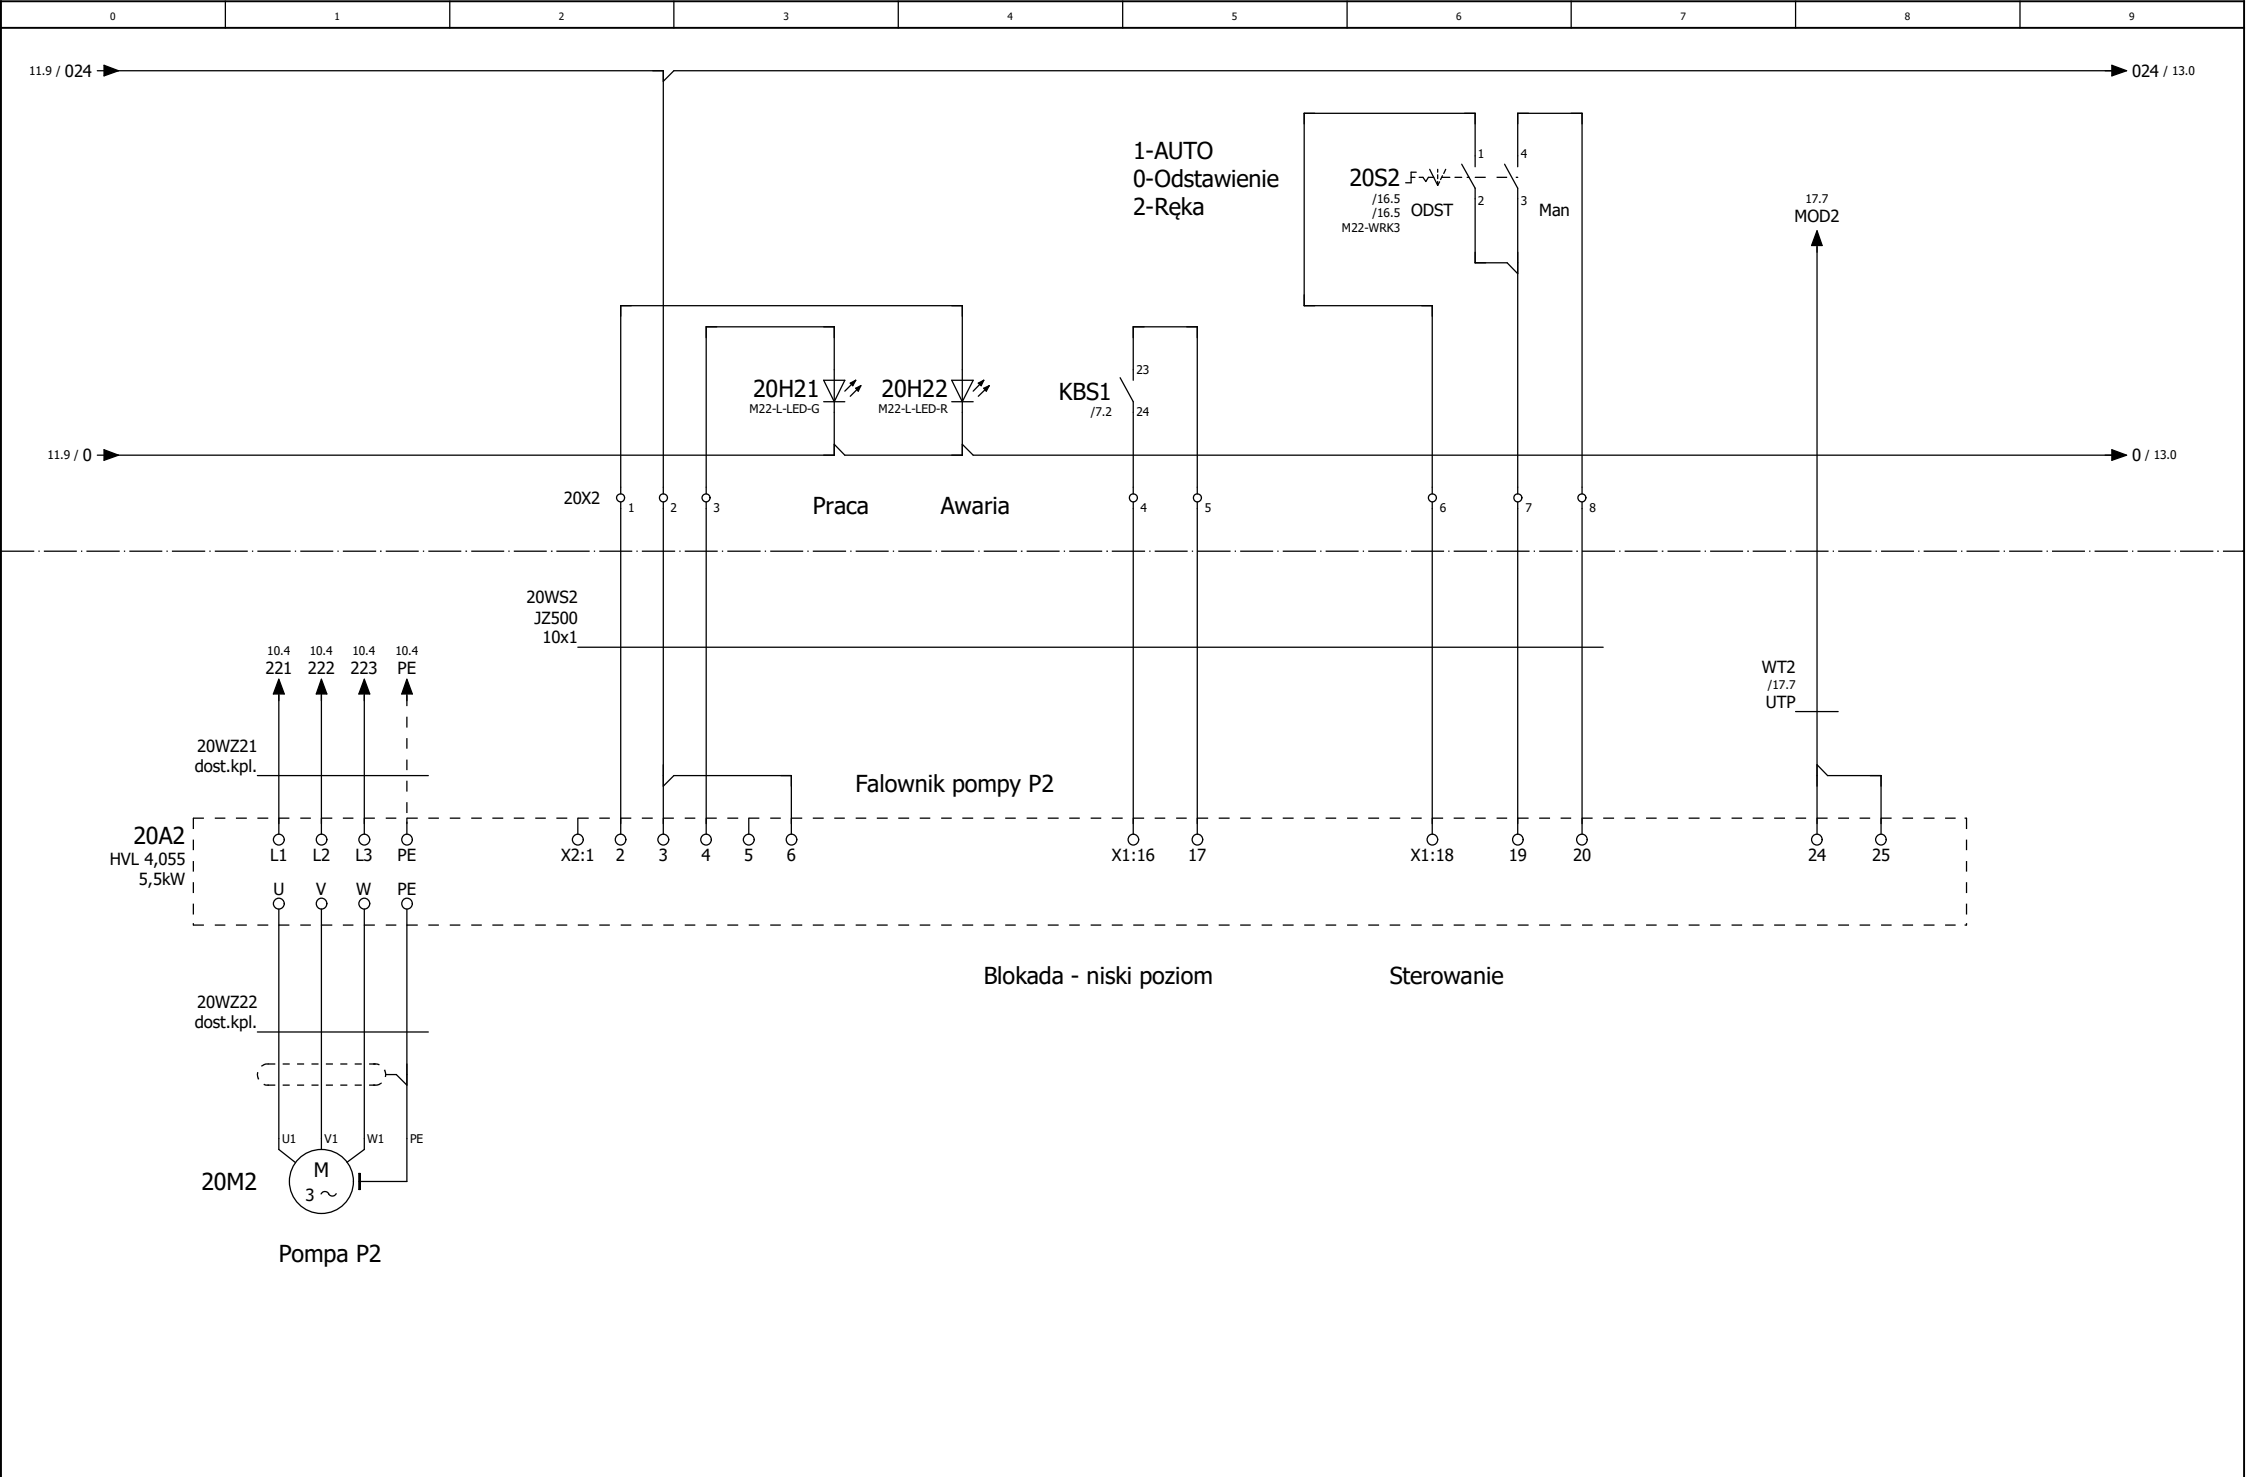 0 1 2 3 4 5 6 7 8 9
11.9 / 024
024 / 13.0
1-AUTO
0-Odstawienie
2-Ręka
20S2
/16.5
/16.5
M22-WRK3
ODST
1
2
4
3
Man
17.7
MOD2
20H21
M22-L-LED-G
20H22
M22-L-LED-R
KBS1
/7.2
23
24
11.9 / 0
0 / 13.0
20X2
1 2 3 4 5 6 7 8
Praca
Awaria
20WS2
JZ500
10x1
10.4 10.4 10.4 10.4
221 222 223 PE
WT2
/17.7
UTP
20WZ21
dost.kpl.
Falownik pompy P2
20A2
HVL 4,055
5,5kW
L1 L2 L3 PE
X2:1 2 3 4 5 6
X1:16 17
X1:18 19 20
24 25
U V W PE
Blokada - niski poziom
Sterowanie
20WZ22
dost.kpl.
U1 V1 W1 PE
20M2
M
3 ~
Pompa P2